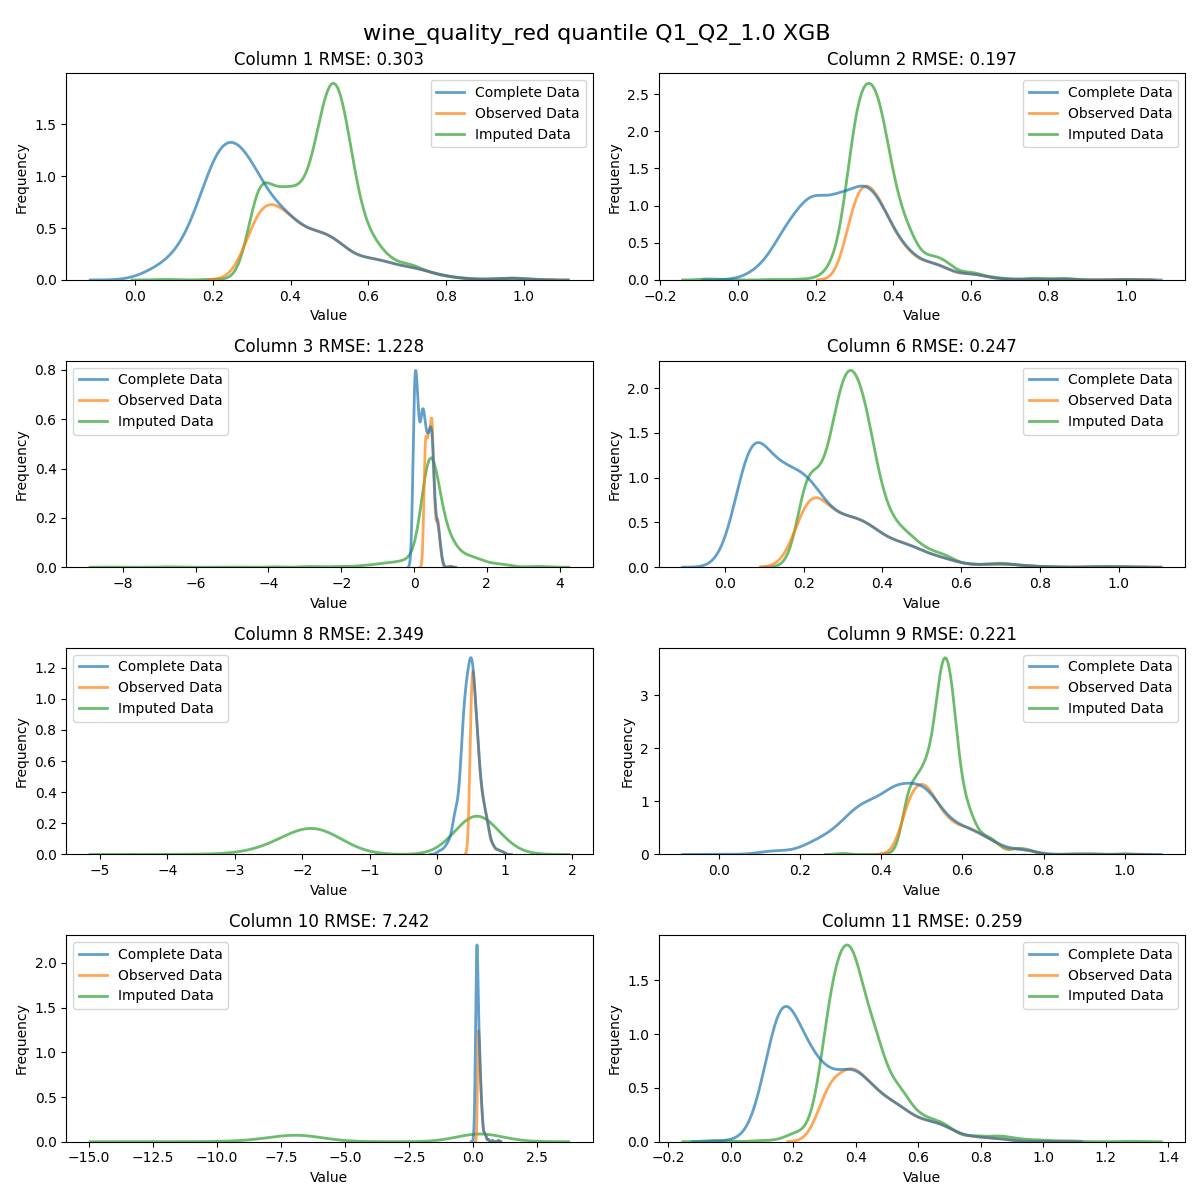 wine_quality_red quantile Q1_Q2_1.0 XGB
Column 1 RMSE: 0.303
Complete Data
Observed Data
Imputed Data
Frequency
1.5
1.0
0.5
0.0
0.0 0.2 0.4 0.6 0.8 1.0
Value
Column 2 RMSE: 0.197
Complete Data
Observed Data
Imputed Data
Frequency
2.5
2.0
1.5
1.0
0.5
0.0
−0.2 0.0 0.2 0.4 0.6 0.8 1.0
Value
Column 3 RMSE: 1.228
Complete Data
Observed Data
Imputed Data
Frequency
0.8
0.6
0.4
0.2
0.0
−8 −6 −4 −2 0 2 4
Value
Column 6 RMSE: 0.247
Complete Data
Observed Data
Imputed Data
Frequency
2.0
1.5
1.0
0.5
0.0
0.0 0.2 0.4 0.6 0.8 1.0
Value
Column 8 RMSE: 2.349
Complete Data
Observed Data
Imputed Data
Frequency
1.2
1.0
0.8
0.6
0.4
0.2
0.0
−5 −4 −3 −2 −1 0 1 2
Value
Column 9 RMSE: 0.221
Complete Data
Observed Data
Imputed Data
Frequency
3
2
1
0
0.0 0.2 0.4 0.6 0.8 1.0
Value
Column 10 RMSE: 7.242
Complete Data
Observed Data
Imputed Data
Frequency
2.0
1.5
1.0
0.5
0.0
−15.0 −12.5 −10.0 −7.5 −5.0 −2.5 0.0 2.5
Value
Column 11 RMSE: 0.259
Complete Data
Observed Data
Imputed Data
Frequency
1.5
1.0
0.5
0.0
−0.2 0.0 0.2 0.4 0.6 0.8 1.0 1.2 1.4
Value